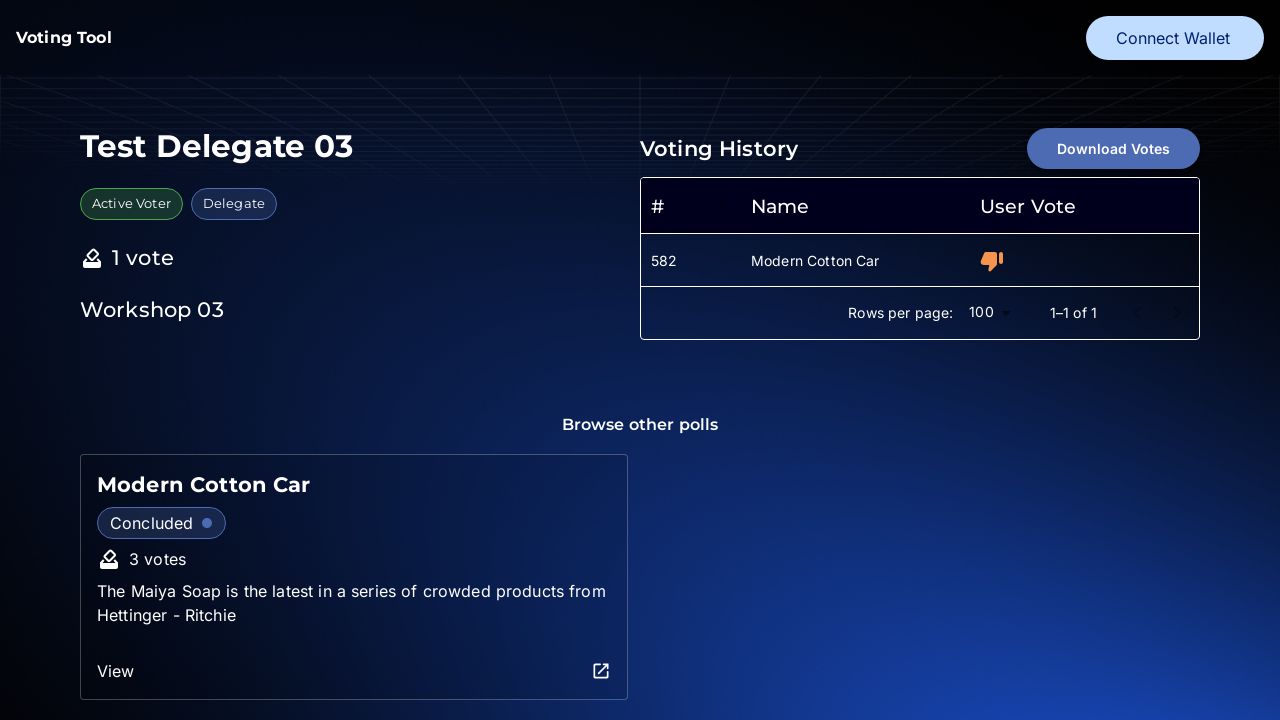 Voting Tool
Connect Wallet
Test Delegate 03
Active Voter
Delegate
1 vote
Workshop 03
Voting History
Download Votes
# Name User Vote
582 Modern Cotton Car
Rows per page: 100 1–1 of 1
Browse other polls
Modern Cotton Car
Concluded
3 votes
The Maiya Soap is the latest in a series of crowded products from
Hettinger - Ritchie
View